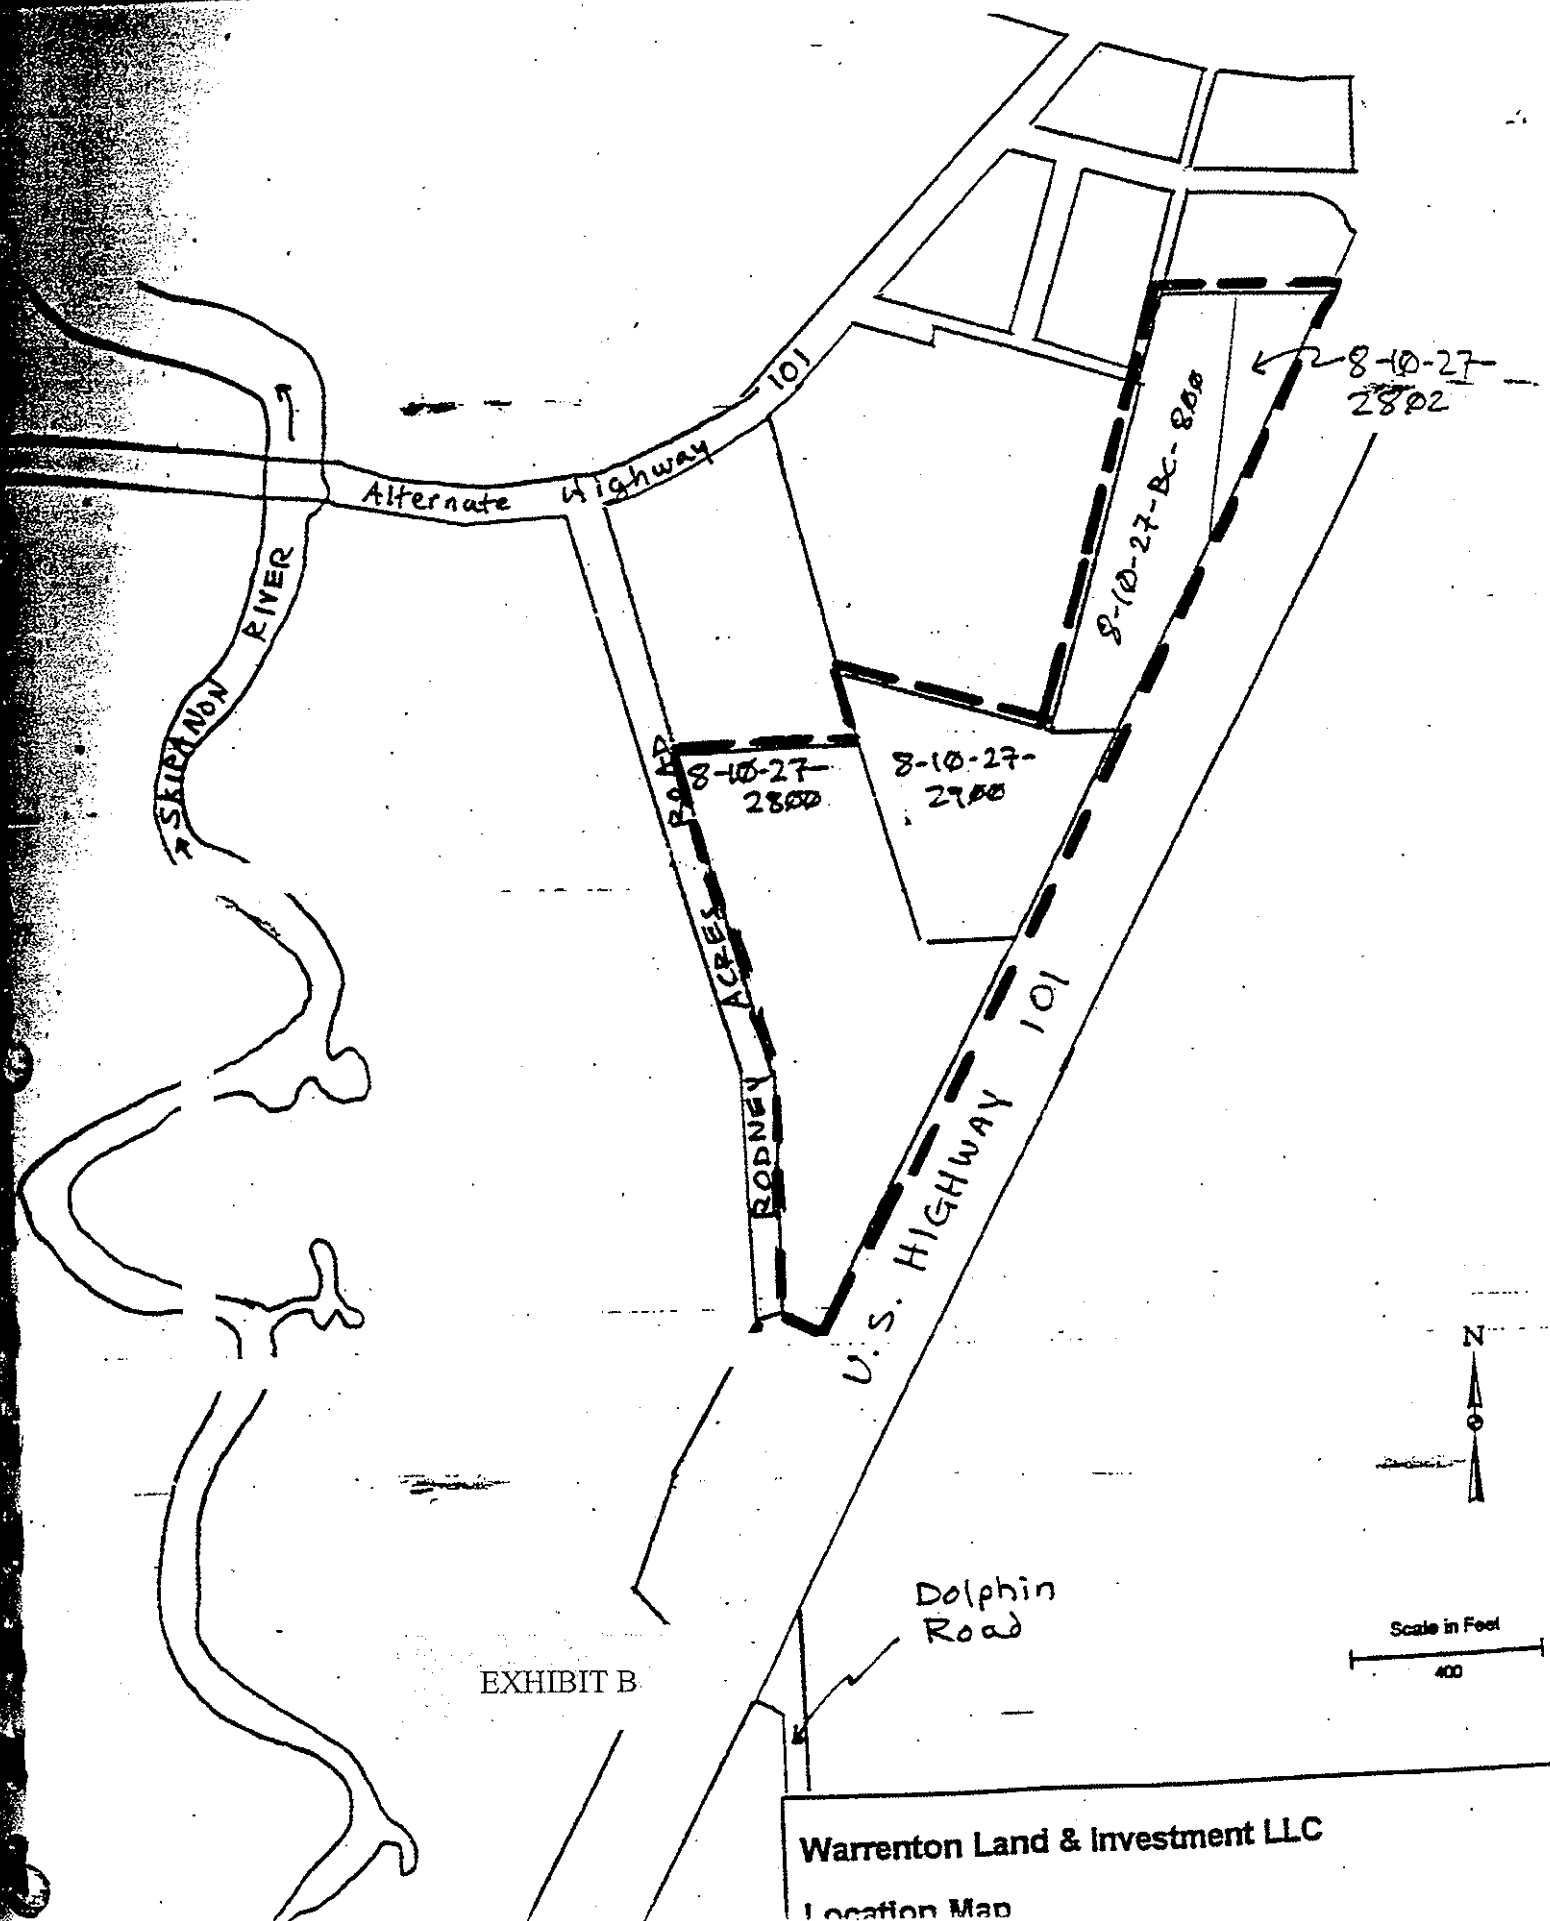 101
Alternate Highway
8-10-27-
2802
8-10-27-BC-800
RIVER
SKIPANON
8-10-27-
2800
8-10-27-
2900
RODNEY ACRES ROAD
U.S. HIGHWAY 101
N
Dolphin
Road
Scale in Feet
400
EXHIBIT B
Warrenton Land & Investment LLC
Location Map